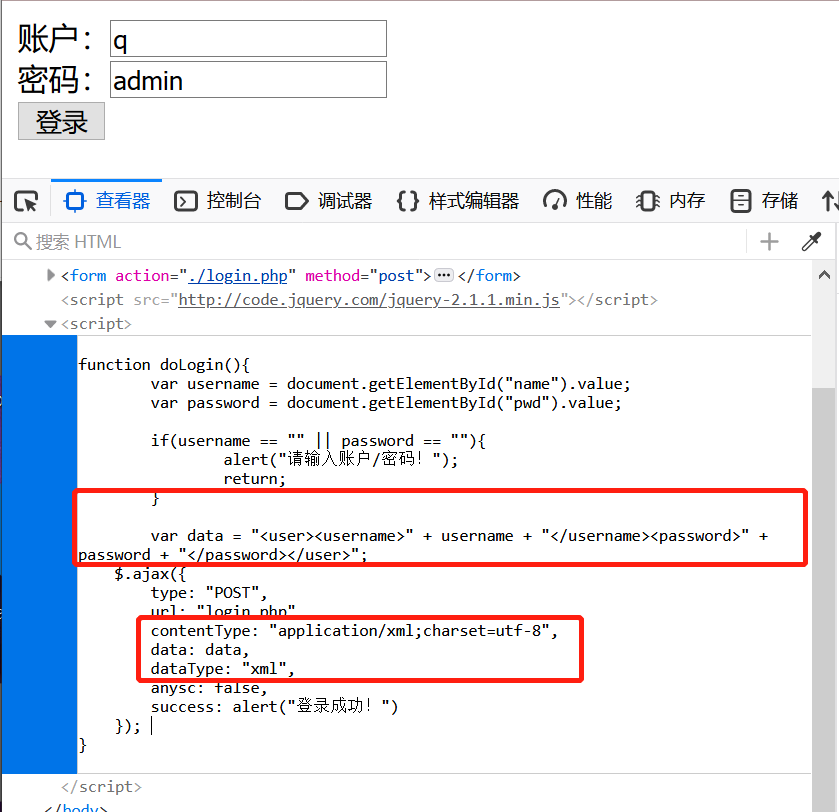 账户：q
密码：admin
登录
查看器 控制台 调试器 {} 样式编辑器 性能 内存 存储
搜索 HTML
<form action="./login.php" method="post">…</form>
<script src="http://code.jquery.com/jquery-2.1.1.min.js"></script>
<script>
function doLogin(){
var username = document.getElementById("name").value;
var password = document.getElementById("pwd").value;
if(username == "" || password == ""){
alert("请输入账户/密码！");
return;
}
var data = "<user><username>" + username + "</username><password>" +
password + "</password></user>";
$.ajax({
type: "POST",
url: "login.php"
contentType: "application/xml;charset=utf-8",
data: data,
dataType: "xml",
anysc: false,
success: alert("登录成功！")
});
}
</script>
</body>